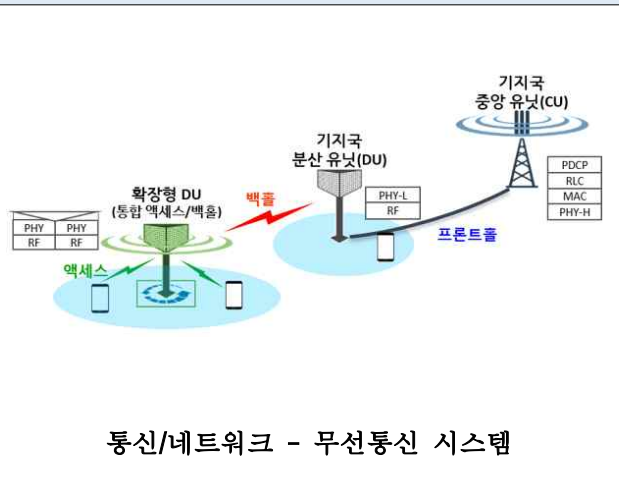 기지국
중앙 유닛(CU)
기지국
분산 유닛(DU)
PDCP
RLC
MAC
PHY-H
확장형 DU
(통합 액세스/백홀)
백홀
PHY-L
RF
프론트홀
PHY PHY
RF RF
액세스
통신/네트워크 - 무선통신 시스템